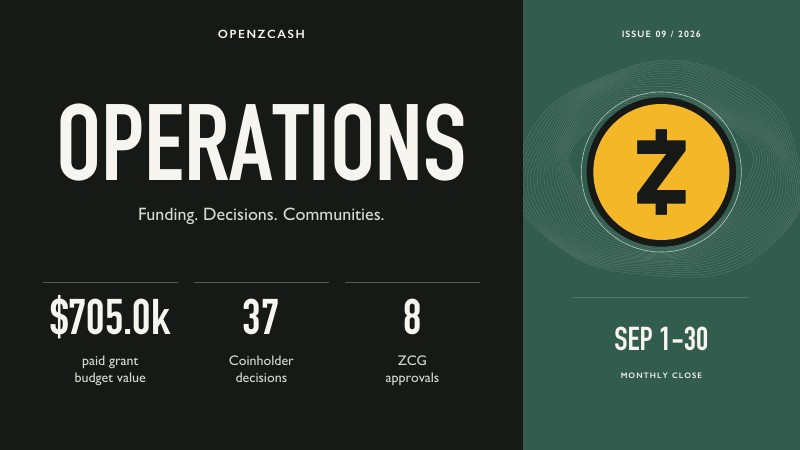 OPENZCASH
ISSUE 09 / 2026
OPERATIONS
Funding. Decisions. Communities.
$705.0k
paid grant
budget value
37
Coinholder
decisions
8
ZCG
approvals
SEP 1–30
MONTHLY CLOSE